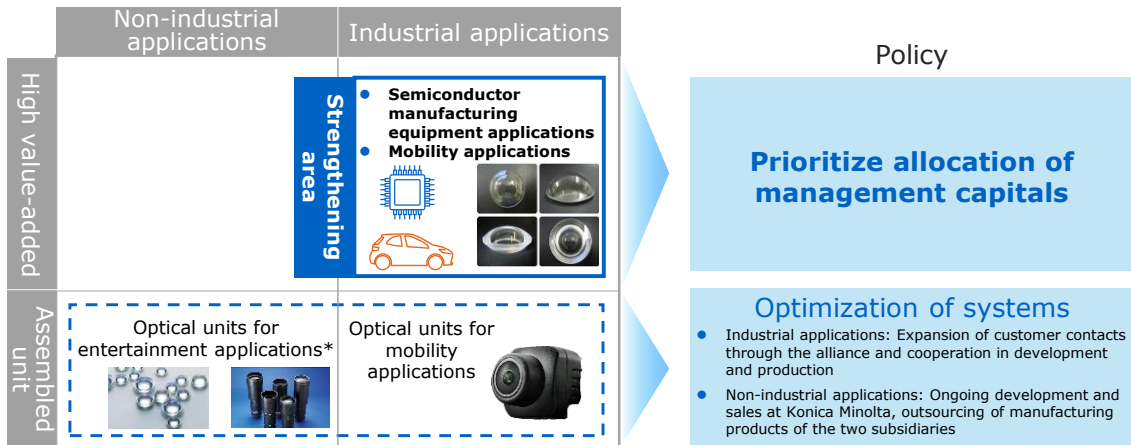 Non-industrial
applications
Industrial applications
Policy
High value-added
Strengthening
area
● Semiconductor
manufacturing
equipment applications
● Mobility applications
Prioritize allocation of
management capitals
Assembled
unit
Optical units for
entertainment applications*
Optical units for
mobility
applications
Optimization of systems
● Industrial applications: Expansion of customer contacts
through the alliance and cooperation in development
and production
● Non-industrial applications: Ongoing development and
sales at Konica Minolta, outsourcing of manufacturing
products of the two subsidiaries